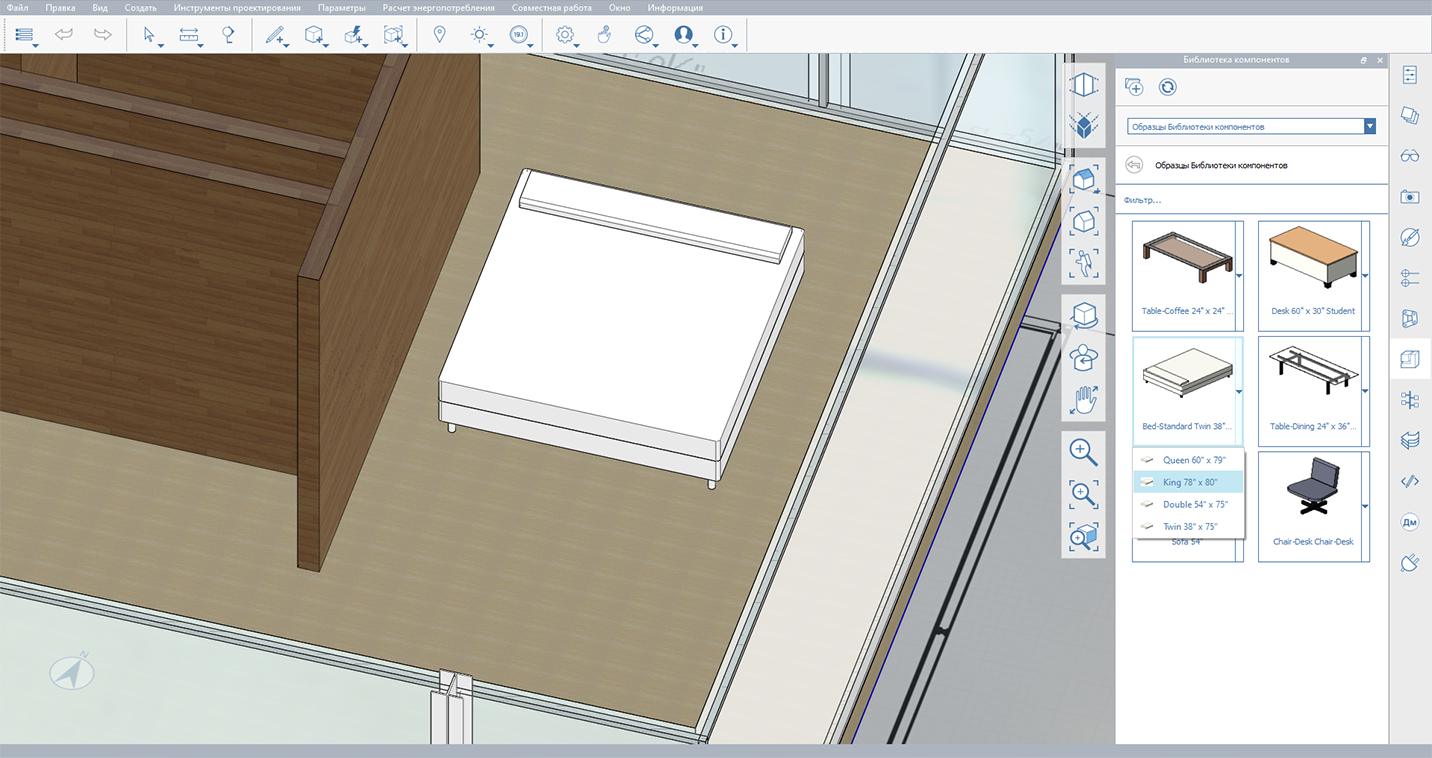 Файл Правка Вид Создать Инструменты проектирования Параметры Расчет энергопотребления Совместная работа Окно Информация
19.1
Библиотека компонентов
Образцы Библиотеки компонентов
Образцы Библиотеки компонентов
Фильтр...
Table-Coffee 24" x 24" ...
Desk 60" x 30" Student
Bed-Standard Twin 38"...
Table-Dining 24" x 36"...
Queen 60" x 79"
King 78" x 80"
Double 54" x 75"
Twin 38" x 75"
Sofa 54"
Chair-Desk Chair-Desk
Дм
N